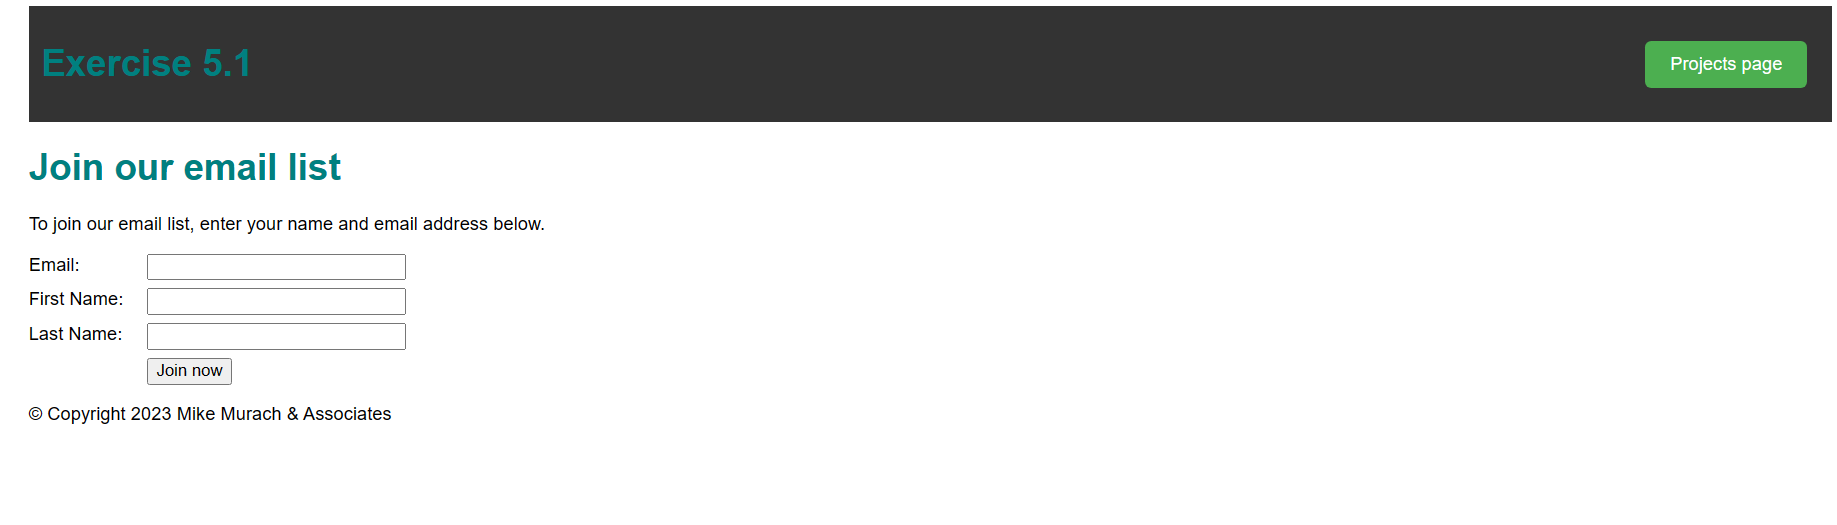 Exercise 5.1
Projects page
Join our email list
To join our email list, enter your name and email address below.
Email:
First Name:
Last Name:
Join now
© Copyright 2023 Mike Murach & Associates